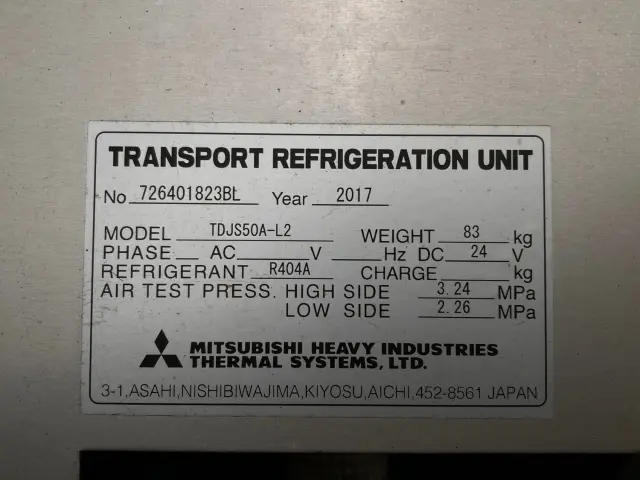 TRANSPORT REFRIGERATION UNIT
No 726401823BL Year 2017
MODEL TDJS50A-L2 WEIGHT 83 kg
PHASE AC V Hz DC 24 V
REFRIGERANT R404A CHARGE kg
AIR TEST PRESS. HIGH SIDE 3.24 MPa
LOW SIDE 2.26 MPa
MITSUBISHI HEAVY INDUSTRIES
THERMAL SYSTEMS, LTD.
3-1,ASAHI,NISHIBIWAJIMA,KIYOSU,AICHI,452-8561 JAPAN